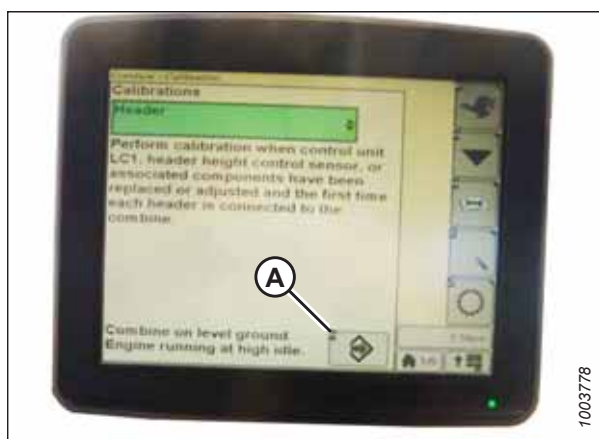 Combine - Calibration
Calibrations
Header
Perform calibration when control unit
LC1, header height control sensor, or
associated components have been
replaced or adjusted and the first time
each header is connected to the
combine.
A
Combine on level ground.
Engine running at high idle.
1003778